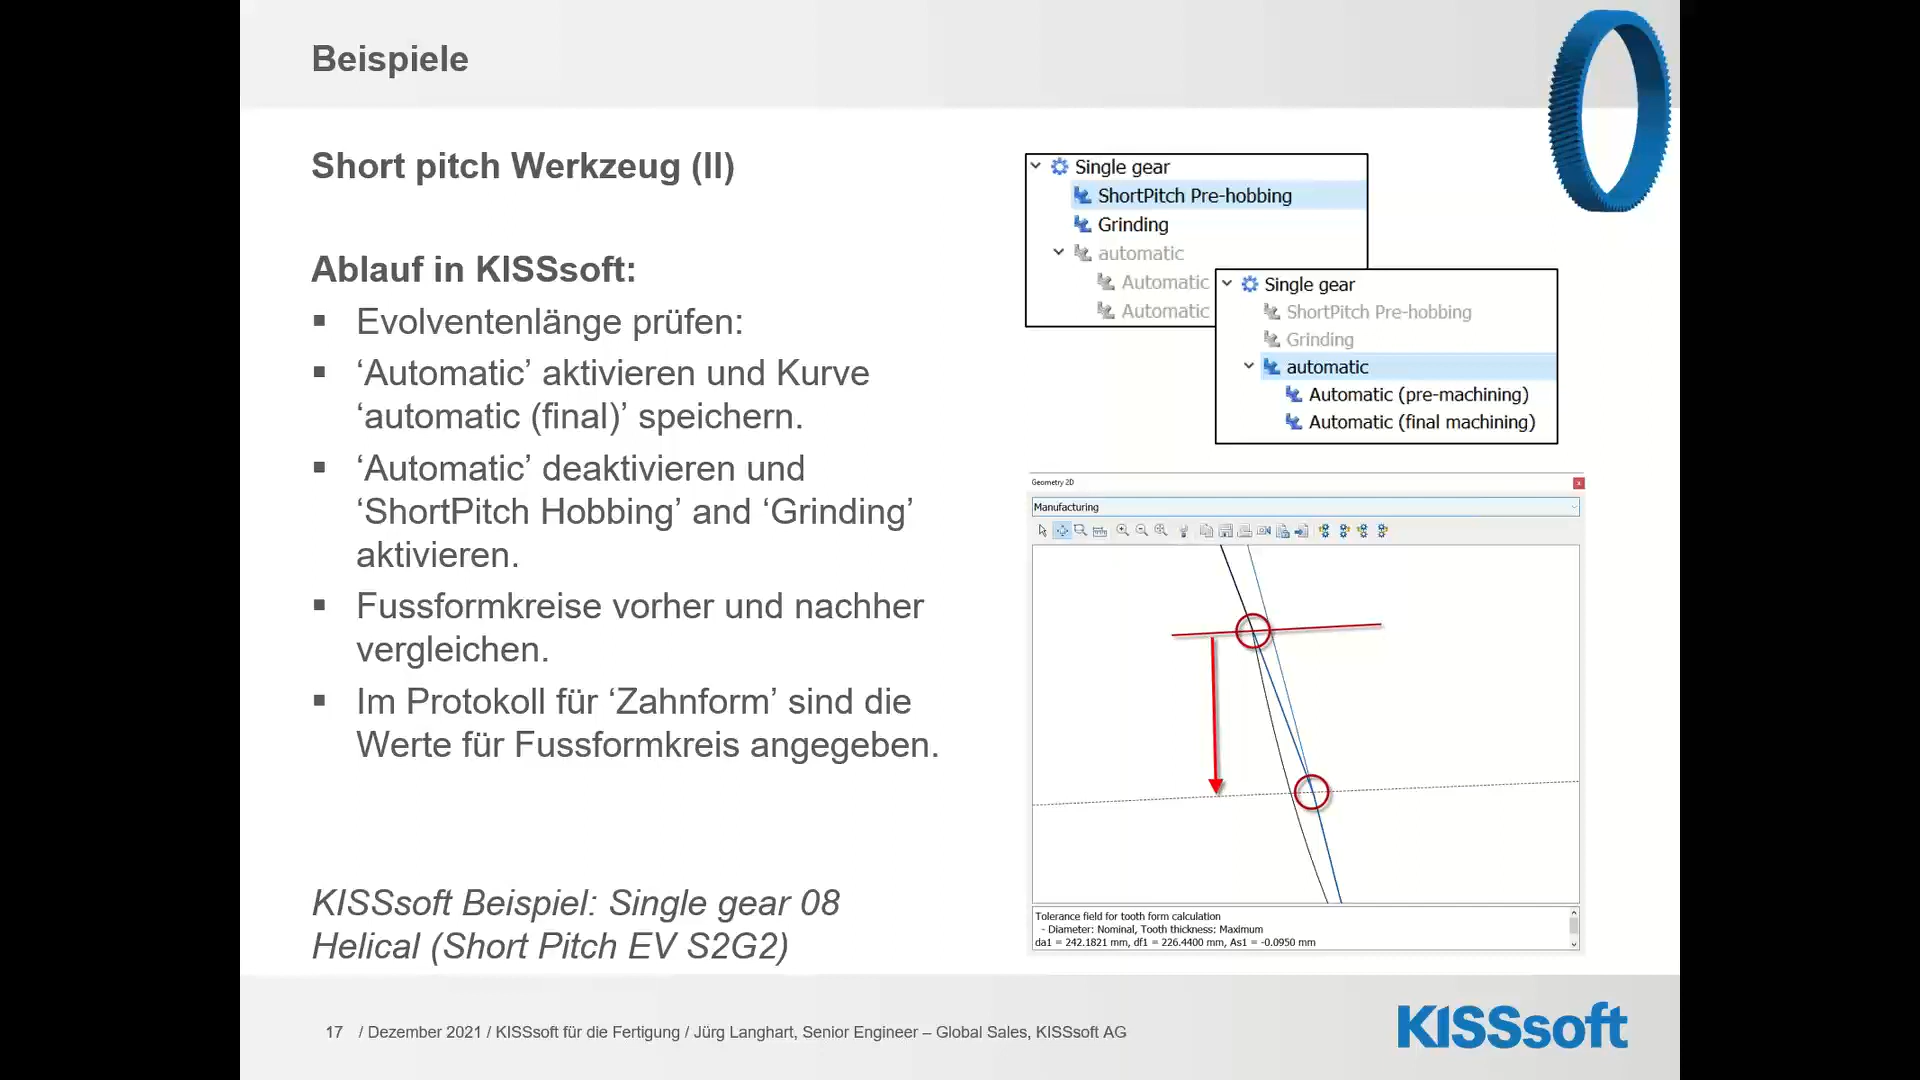 Beispiele
Short pitch Werkzeug (II)
Ablauf in KISSsoft:
▪ Evolventenlänge prüfen:
▪ ‘Automatic’ aktivieren und Kurve
‘automatic (final)’ speichern.
▪ ‘Automatic’ deaktivieren und
‘ShortPitch Hobbing’ and ‘Grinding’
aktivieren.
▪ Fussformkreise vorher und nachher
vergleichen.
▪ Im Protokoll für ‘Zahnform’ sind die
Werte für Fussformkreis angegeben.
KISSsoft Beispiel: Single gear 08
Helical (Short Pitch EV S2G2)
Single gear
ShortPitch Pre-hobbing
Grinding
automatic
Automatic
Automatic
Single gear
ShortPitch Pre-hobbing
Grinding
automatic
Automatic (pre-machining)
Automatic (final machining)
Geometry 2D
Manufacturing
Tolerance field for tooth form calculation
- Diameter: Nominal, Tooth thickness: Maximum
da1 = 242.1821 mm, df1 = 226.4400 mm, As1 = -0.0950 mm
17 / Dezember 2021 / KISSsoft für die Fertigung / Jürg Langhart, Senior Engineer – Global Sales, KISSsoft AG
KISSsoft